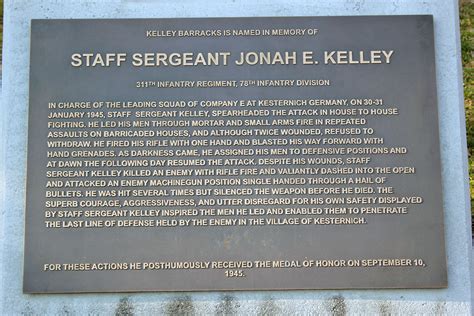 KELLEY BARRACKS IS NAMED IN MEMORY OF
STAFF SERGEANT JONAH E. KELLEY
311TH INFANTRY REGIMENT, 78TH INFANTRY DIVISION
IN CHARGE OF THE LEADING SQUAD OF COMPANY E AT KESTERNICH GERMANY, ON 30-31
JANUARY 1945, STAFF SERGEANT KELLEY, SPEARHEADED THE ATTACK IN HOUSE TO HOUSE
FIGHTING. HE LED HIS MEN THROUGH MORTAR AND SMALL ARMS FIRE IN REPEATED
ASSAULTS ON BARRICADED HOUSES, AND ALTHOUGH TWICE WOUNDED, REFUSED TO
WITHDRAW. HE FIRED HIS RIFLE WITH ONE HAND AND BLASTED HIS WAY FORWARD WITH
HAND GRENADES. AS DARKNESS CAME, HE ASSIGNED HIS MEN TO DEFENSIVE POSITIONS AND
AT DAWN THE FOLLOWING DAY RESUMED THE ATTACK. DESPITE HIS WOUNDS, STAFF
SERGEANT KELLEY KILLED AN ENEMY WITH RIFLE FIRE AND VALIANTLY DASHED INTO THE OPEN
AND ATTACKED AN ENEMY MACHINEGUN POSITION SINGLE HANDED THROUGH A HAIL OF
BULLETS. HE WAS HIT SEVERAL TIMES BUT SILENCED THE WEAPON BEFORE HE DIED. THE
SUPERB COURAGE, AGGRESSIVENESS, AND UTTER DISREGARD FOR HIS OWN SAFETY DISPLAYED
BY STAFF SERGEANT KELLEY INSPIRED THE MEN HE LED AND ENABLED THEM TO PENETRATE
THE LAST LINE OF DEFENSE HELD BY THE ENEMY IN THE VILLAGE OF KESTERNICH.
FOR THESE ACTIONS HE POSTHUMOUSLY RECEIVED THE MEDAL OF HONOR ON SEPTEMBER 10,
1945.